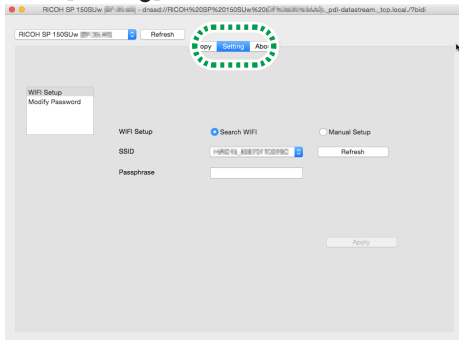 RICOH SP 150SUw - dnssd://RICOH%20SP%20150SUw%20 ._pdl-datastream._tcp.local./?bidi
RICOH SP 150SUw Refresh
opy Setting Abo
WIFI Setup
Modify Password
WIFI Setup Search WIFI Manual Setup
SSID Refresh
Passphrase
Apply